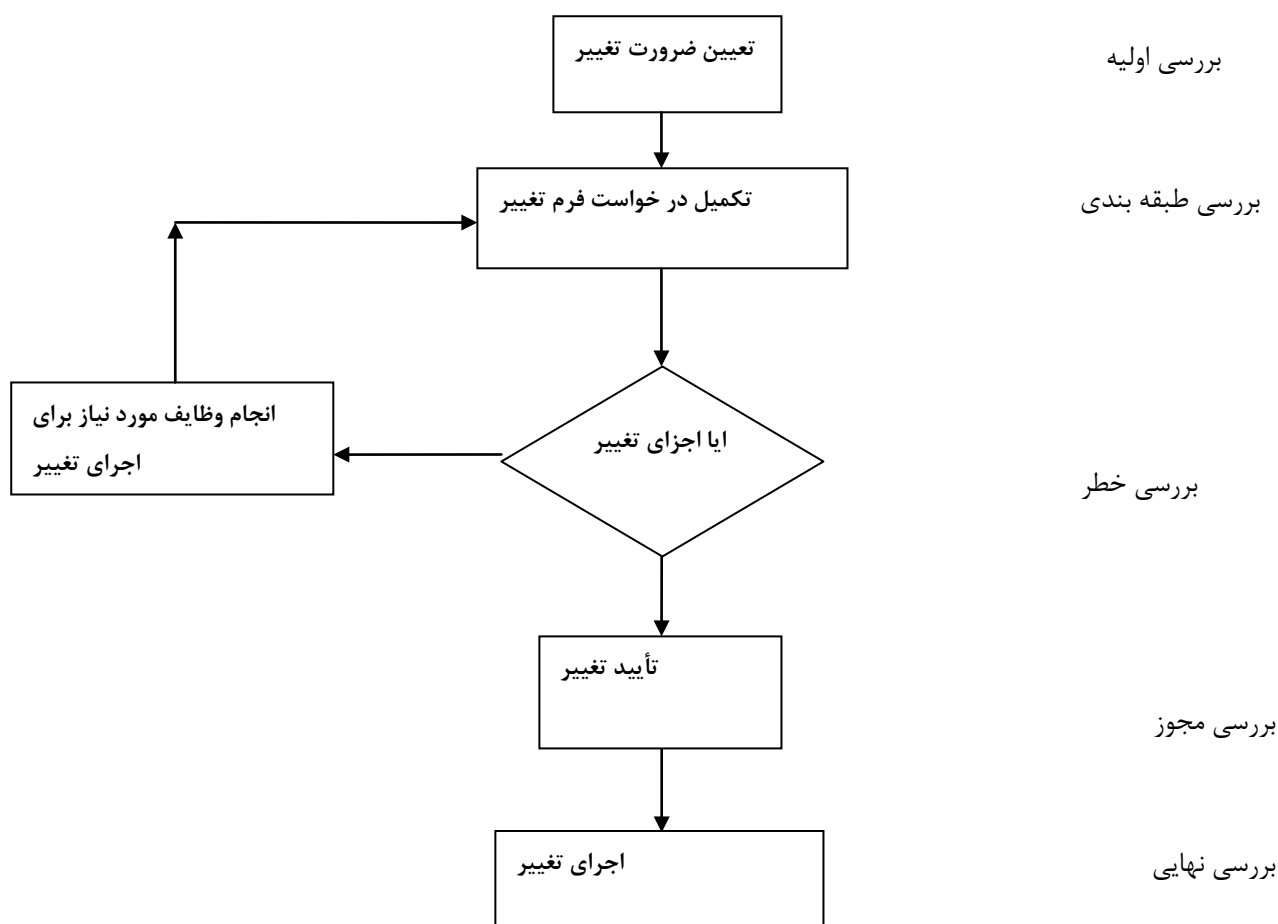 تعیین ضرورت تغییر
بررسی اولیه
تکمیل در خواست فرم تغییر
بررسی طبقه بندی
ایا اجزای تغییر
انجام وظایف مورد نیاز برای
اجرای تغییر
بررسی خطر
تأیید تغییر
بررسی مجوز
اجرای تغییر
بررسی نهایی